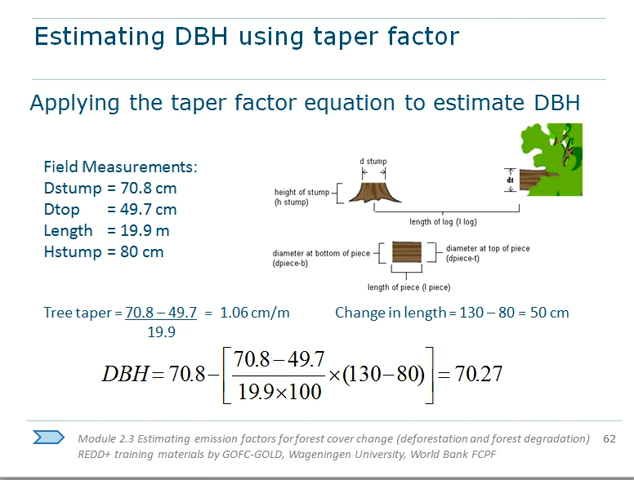 Estimating DBH using taper factor
Applying the taper factor equation to estimate DBH
Field Measurements:
Dstump = 70.8 cm
Dtop = 49.7 cm
Length = 19.9 m
Hstump = 80 cm
d stump
height of stump
(h stump)
dt
length of log (l log)
diameter at bottom of piece
(dpiece-b)
diameter at top of piece
(dpiece-t)
length of piece (l piece)
Tree taper = 70.8 – 49.7 = 1.06 cm/m
19.9
Change in length = 130 – 80 = 50 cm
DBH = 70.8 − [ 70.8 − 49.7 / 19.9 × 100 × (130 − 80) ] = 70.27
Module 2.3 Estimating emission factors for forest cover change (deforestation and forest degradation)
REDD+ training materials by GOFC-GOLD, Wageningen University, World Bank FCPF
62